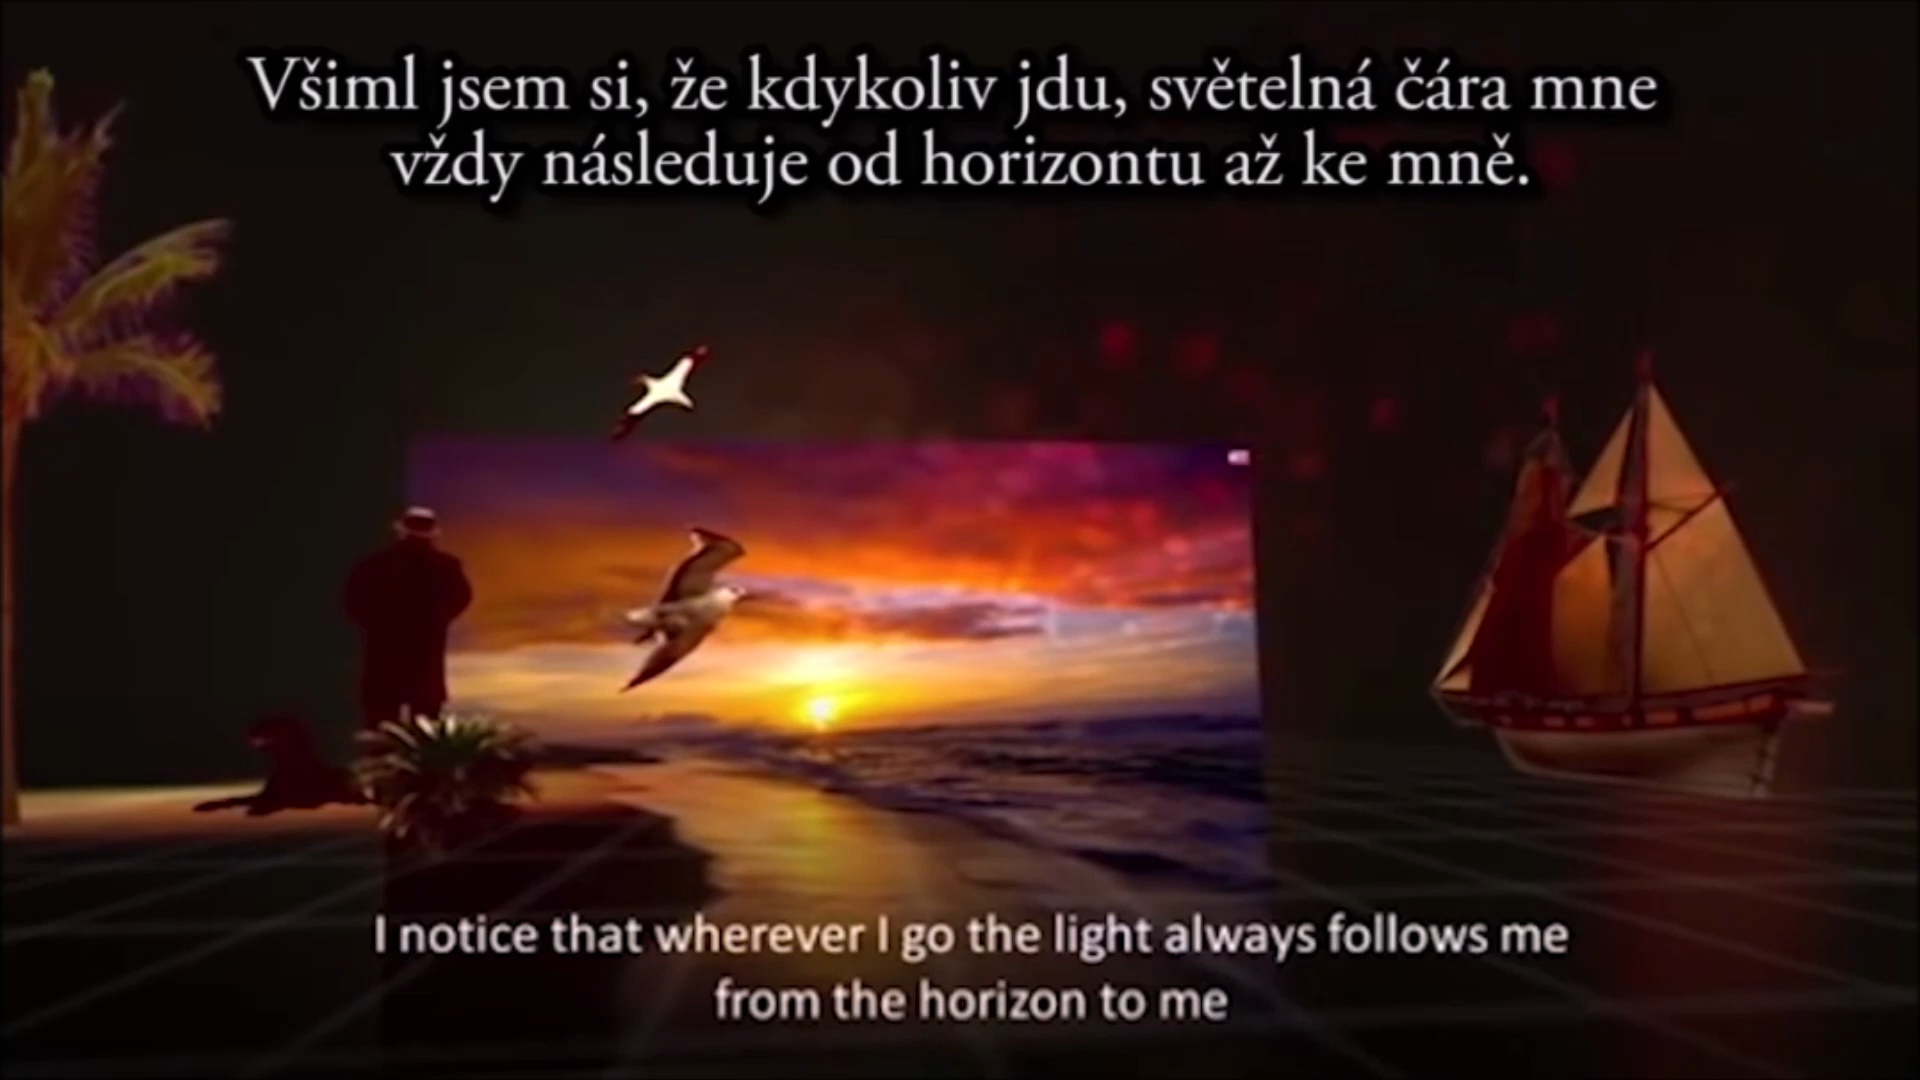 Všiml jsem si, že kdykoliv jdu, světelná čára mne
vždy následuje od horizontu až ke mně.
I notice that wherever I go the light always follows me
from the horizon to me